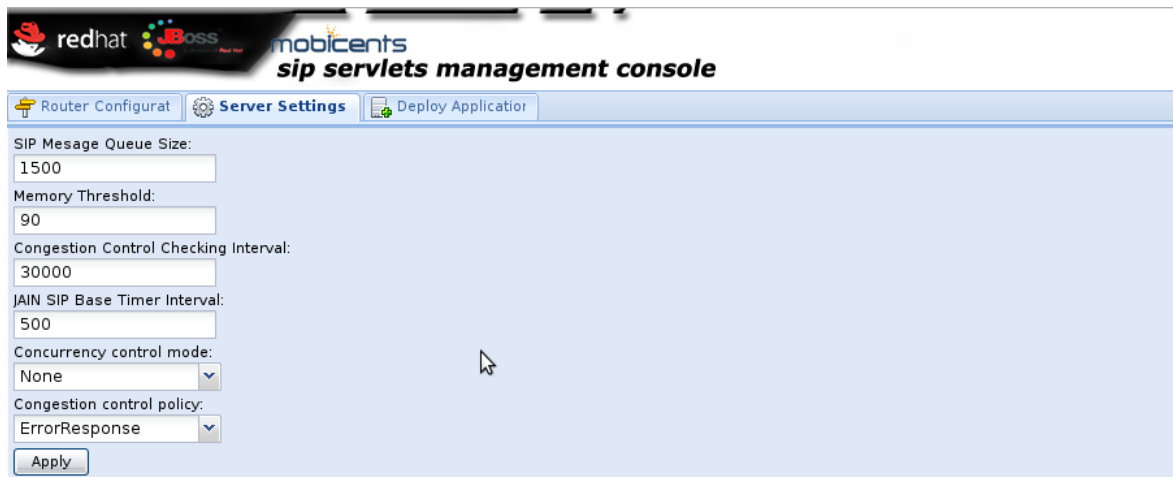 redhat JBoss
mobicents
sip servlets management console
Router Configurat Server Settings Deploy Application
SIP Mesage Queue Size:
1500
Memory Threshold:
90
Congestion Control Checking Interval:
30000
JAIN SIP Base Timer Interval:
500
Concurrency control mode:
None
Congestion control policy:
ErrorResponse
Apply